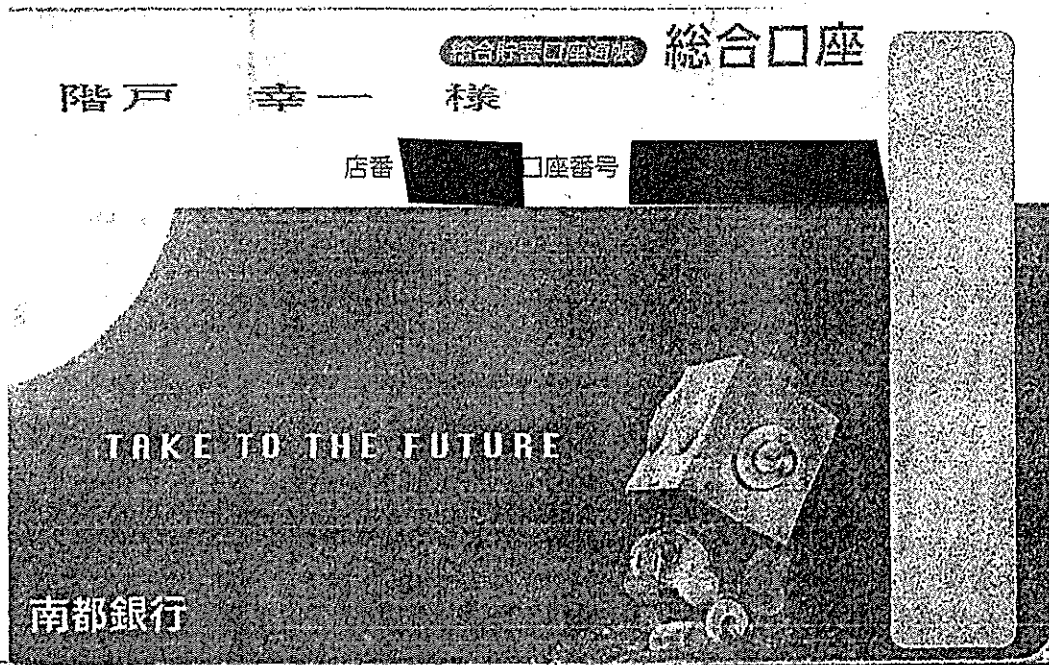 総合貯蓄口座通帳 総合口座
階戸 幸一 様
店番 口座番号
TAKE TO THE FUTURE
南都銀行